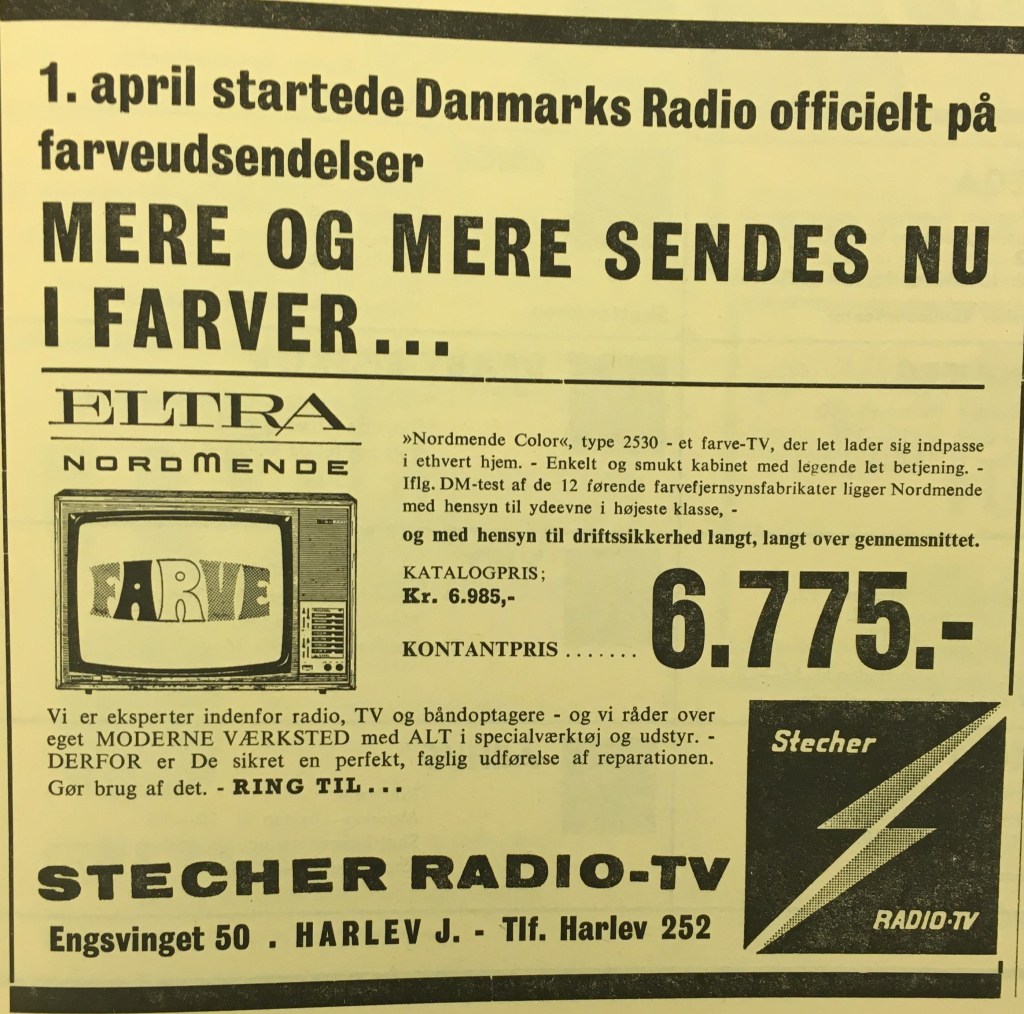 1. april startede Danmarks Radio officielt på
farveudsendelser
MERE OG MERE SENDES NU
I FARVER...
ELTRA
NORDMENDE
FARVE
»Nordmende Color«, type 2530 - et farve-TV, der let lader sig indpasse
i ethvert hjem. - Enkelt og smukt kabinet med legende let betjening. -
Iflg. DM-test af de 12 førende farvefjernsynsfabrikater ligger Nordmende
med hensyn til ydeevne i højeste klasse, -
og med hensyn til driftssikkerhed langt, langt over gennemsnittet.
KATALOGPRIS;
Kr. 6.985,-
KONTANTPRIS ....... 6.775.-
Vi er eksperter indenfor radio, TV og båndoptagere - og vi råder over
eget MODERNE VÆRKSTED med ALT i specialværktøj og udstyr. -
DERFOR er De sikret en perfekt, faglig udførelse af reparationen.
Gør brug af det. - RING TIL...
Stecher
RADIO-TV
STECHER RADIO-TV
Engsvinget 50 . HARLEV J. - Tlf. Harlev 252